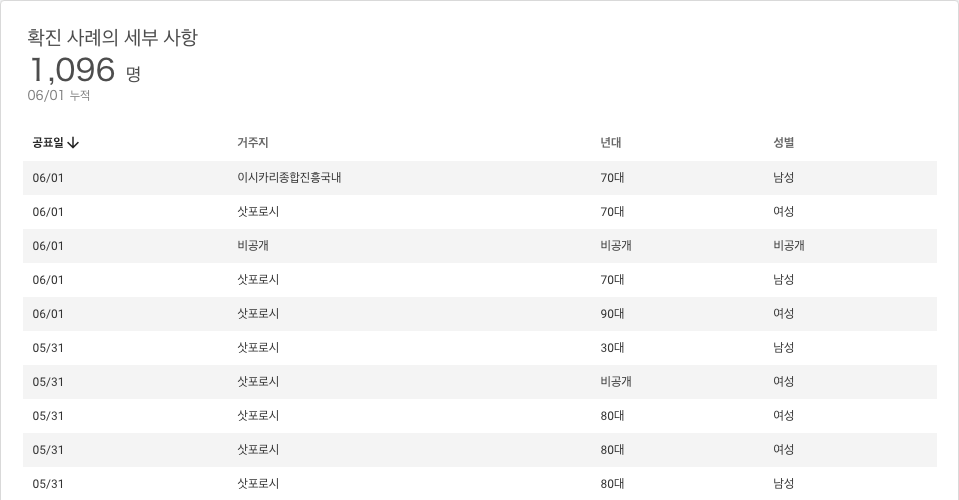 확진 사례의 세부 사항
1,096 명
06/01 누적
공표일 거주지 년대 성별
06/01 이시카리종합진흥국내 70대 남성
06/01 삿포로시 70대 여성
06/01 비공개 비공개 비공개
06/01 삿포로시 70대 남성
06/01 삿포로시 90대 여성
05/31 삿포로시 30대 남성
05/31 삿포로시 비공개 여성
05/31 삿포로시 80대 여성
05/31 삿포로시 80대 여성
05/31 삿포로시 80대 남성